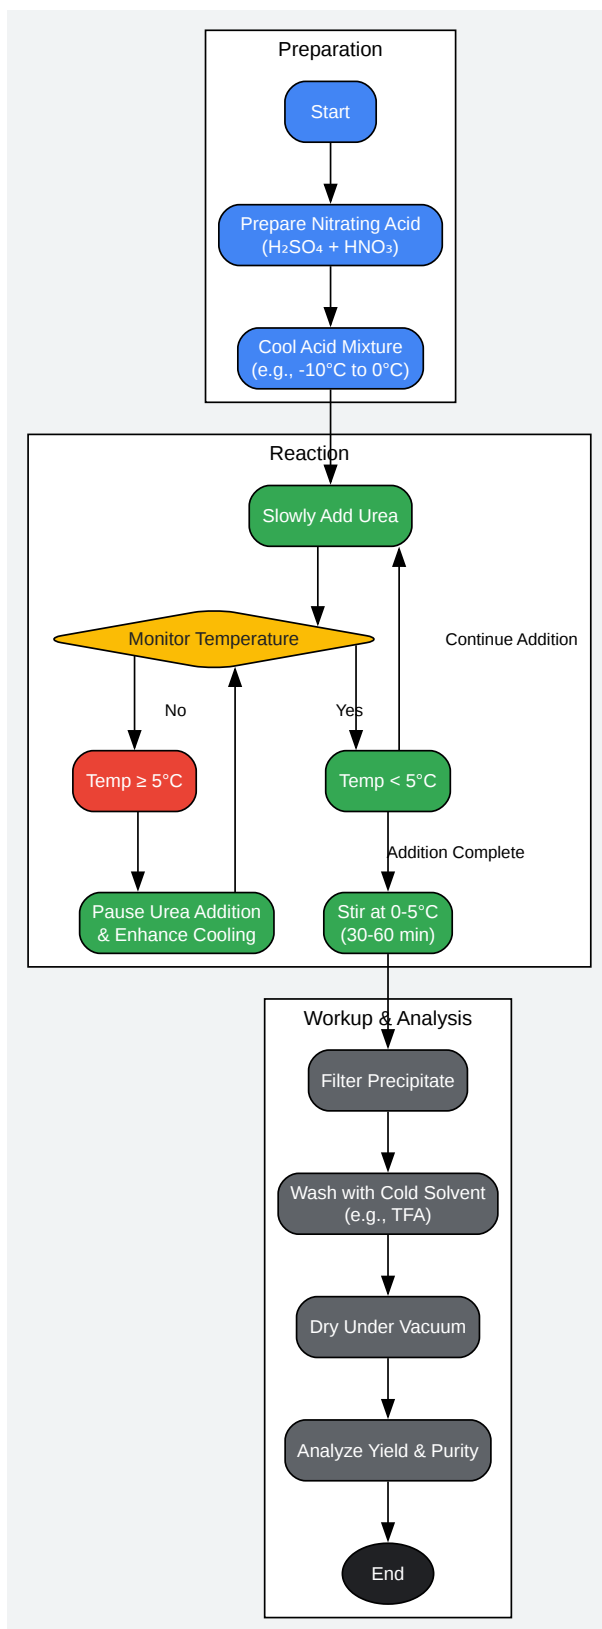 Preparation
Start
Prepare Nitrating Acid
(H₂SO₄ + HNO₃)
Cool Acid Mixture
(e.g., -10°C to 0°C)
Reaction
Slowly Add Urea
Monitor Temperature
Continue Addition
No
Yes
Temp ≥ 5°C
Temp < 5°C
Addition Complete
Pause Urea Addition
& Enhance Cooling
Stir at 0-5°C
(30-60 min)
Workup & Analysis
Filter Precipitate
Wash with Cold Solvent
(e.g., TFA)
Dry Under Vacuum
Analyze Yield & Purity
End